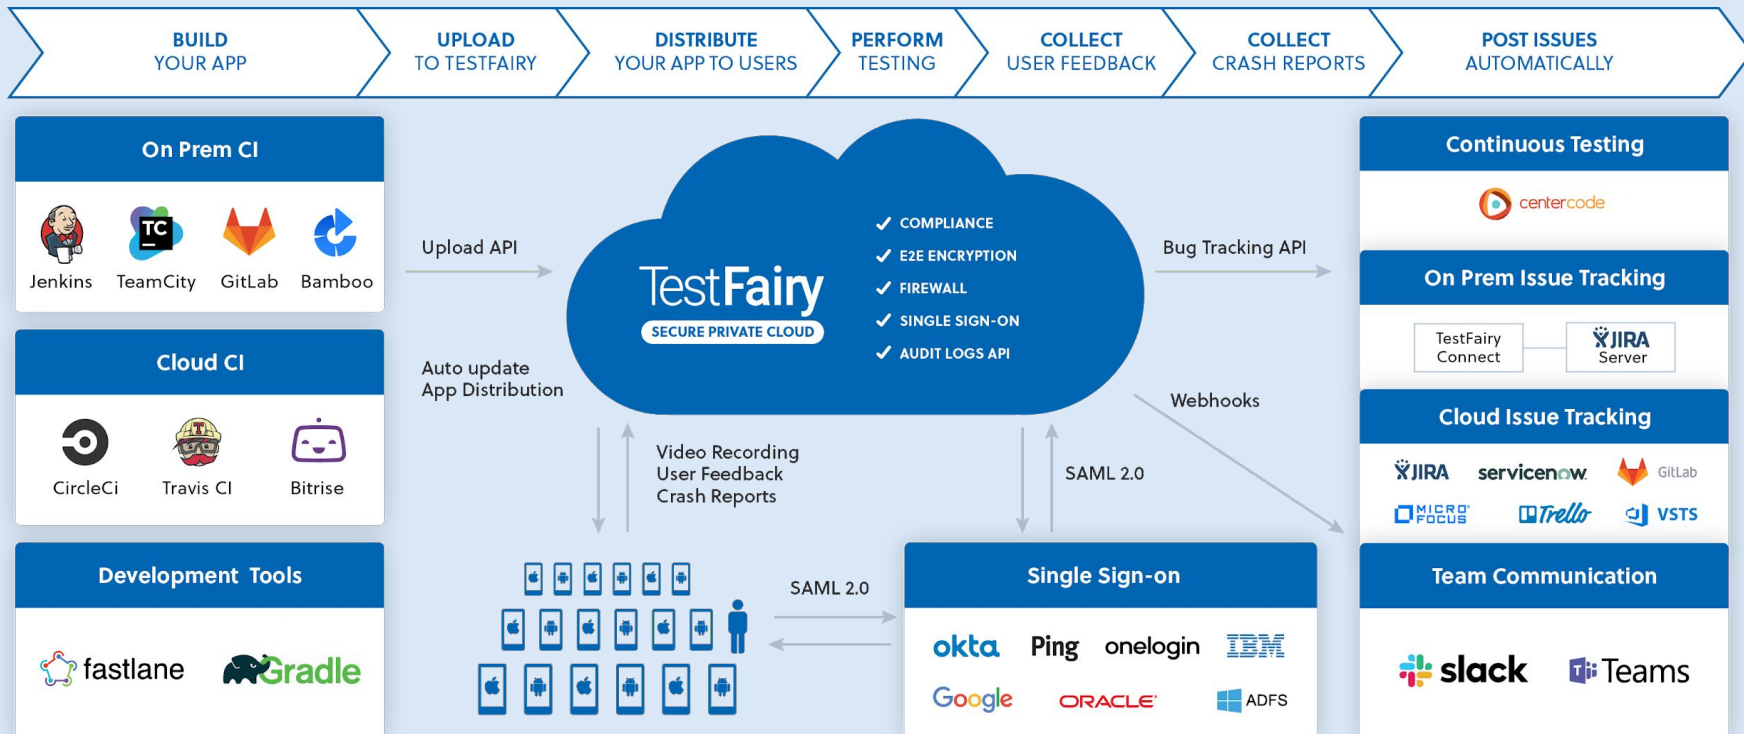 BUILD
YOUR APP
UPLOAD
TO TESTFAIRY
DISTRIBUTE
YOUR APP TO USERS
PERFORM
TESTING
COLLECT
USER FEEDBACK
COLLECT
CRASH REPORTS
POST ISSUES
AUTOMATICALLY
On Prem CI
TC
Jenkins
TeamCity
GitLab
Bamboo
Cloud CI
T
CircleCi
Travis CI
Bitrise
Development Tools
fastlane
Gradle
Upload API
Auto update
App Distribution
TestFairy
SECURE PRIVATE CLOUD
COMPLIANCE
E2E ENCRYPTION
FIREWALL
SINGLE SIGN-ON
AUDIT LOGS API
Video Recording
User Feedback
Crash Reports
SAML 2.0
SAML 2.0
Bug Tracking API
Webhooks
Single Sign-on
okta
Ping
onelogin
IBM
Google
ORACLE
ADFS
Continuous Testing
centercode
On Prem Issue Tracking
TestFairy
Connect
JIRA
Server
Cloud Issue Tracking
JIRA
servicenow
GitLab
MICRO
FOCUS
Trello
VSTS
Team Communication
slack
T
Teams